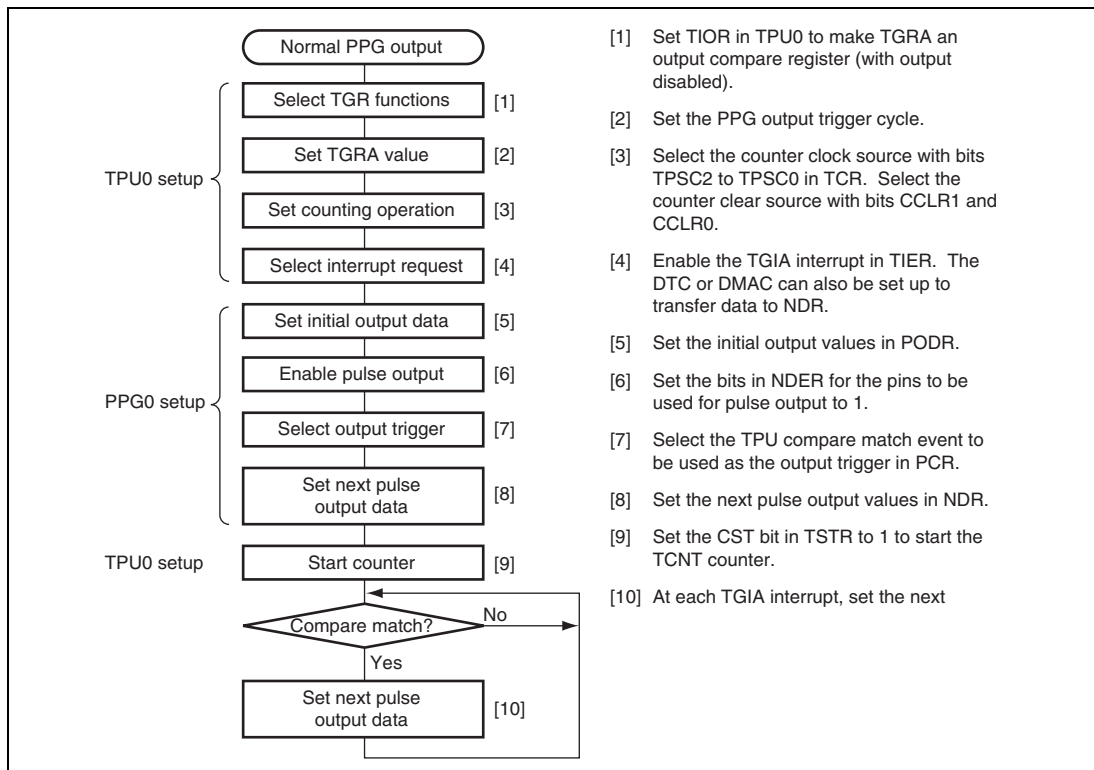 Normal PPG output
Select TGR functions [1]
Set TGRA value [2]
TPU0 setup
Set counting operation [3]
Select interrupt request [4]
Set initial output data [5]
Enable pulse output [6]
PPG0 setup
Select output trigger [7]
Set next pulse
output data
[8]
TPU0 setup
Start counter [9]
Compare match?
No
Yes
Set next pulse
output data
[10]
[1] Set TIOR in TPU0 to make TGRA an
output compare register (with output
disabled).
[2] Set the PPG output trigger cycle.
[3] Select the counter clock source with bits
TPSC2 to TPSC0 in TCR. Select the
counter clear source with bits CCLR1 and
CCLR0.
[4] Enable the TGIA interrupt in TIER. The
DTC or DMAC can also be set up to
transfer data to NDR.
[5] Set the initial output values in PODR.
[6] Set the bits in NDER for the pins to be
used for pulse output to 1.
[7] Select the TPU compare match event to
be used as the output trigger in PCR.
[8] Set the next pulse output values in NDR.
[9] Set the CST bit in TSTR to 1 to start the
TCNT counter.
[10] At each TGIA interrupt, set the next